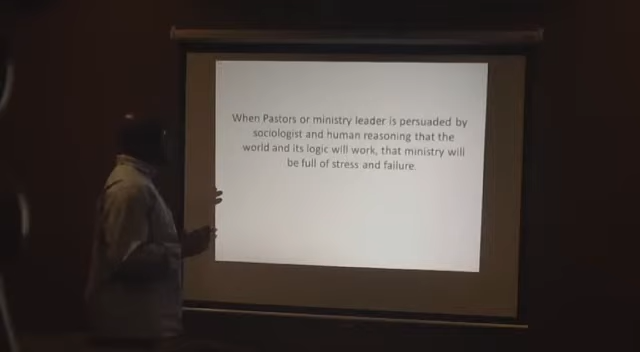 When Pastors or ministry leader is persuaded by
sociologist and human reasoning that the
world and its logic will work, that ministry will
be full of stress and failure.